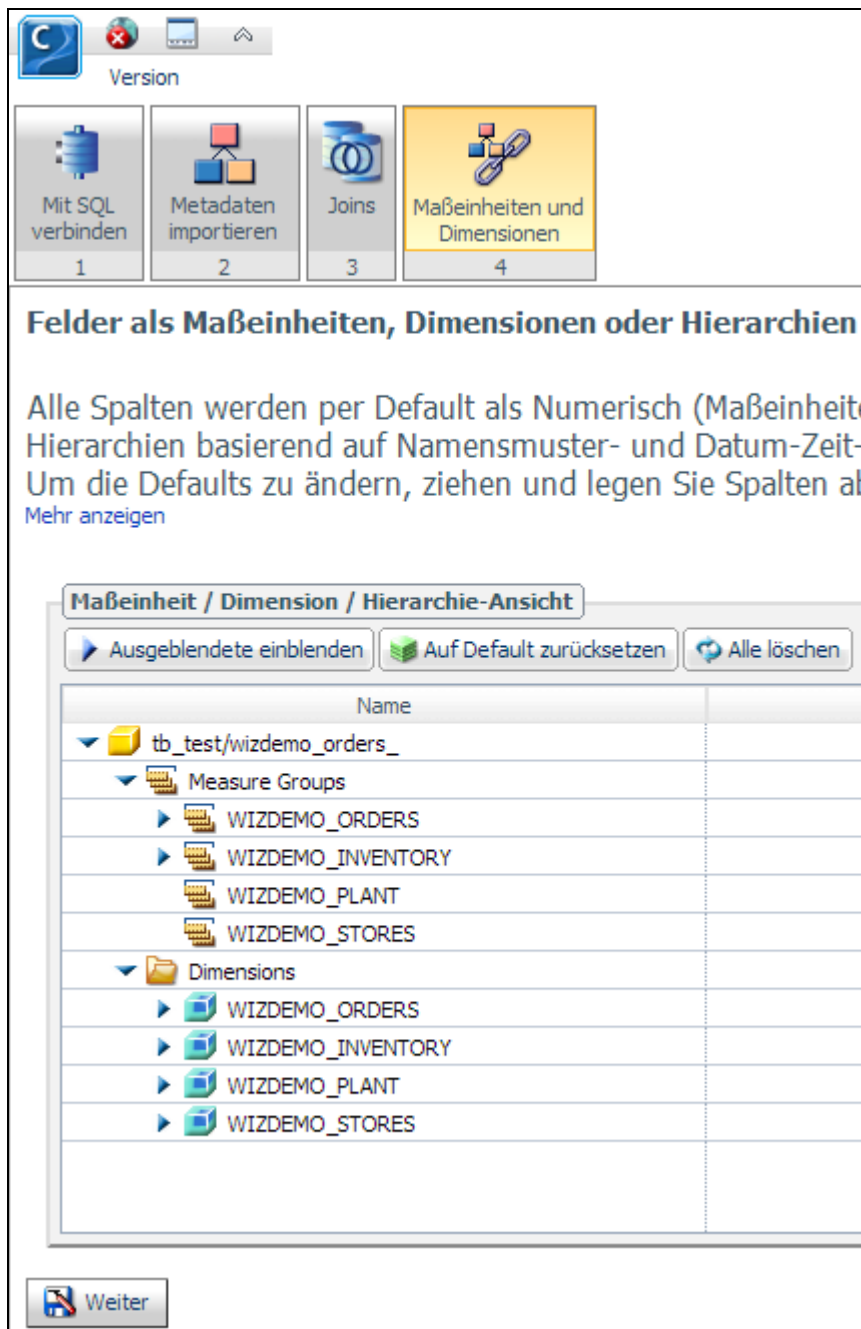 C
Version
Mit SQL
verbinden
1
Metadaten
importieren
2
Joins
3
Maßeinheiten und
Dimensionen
4
Felder als Maßeinheiten, Dimensionen oder Hierarchien
Alle Spalten werden per Default als Numerisch (Maßeinheite
Hierarchien basierend auf Namensmuster- und Datum-Zeit-
Um die Defaults zu ändern, ziehen und legen Sie Spalten ab
Mehr anzeigen
Maßeinheit / Dimension / Hierarchie-Ansicht
Ausgeblendete einblenden Auf Default zurücksetzen Alle löschen
Name
tb_test/wizdemo_orders_
Measure Groups
WIZDEMO_ORDERS
WIZDEMO_INVENTORY
WIZDEMO_PLANT
WIZDEMO_STORES
Dimensions
WIZDEMO_ORDERS
WIZDEMO_INVENTORY
WIZDEMO_PLANT
WIZDEMO_STORES
Weiter